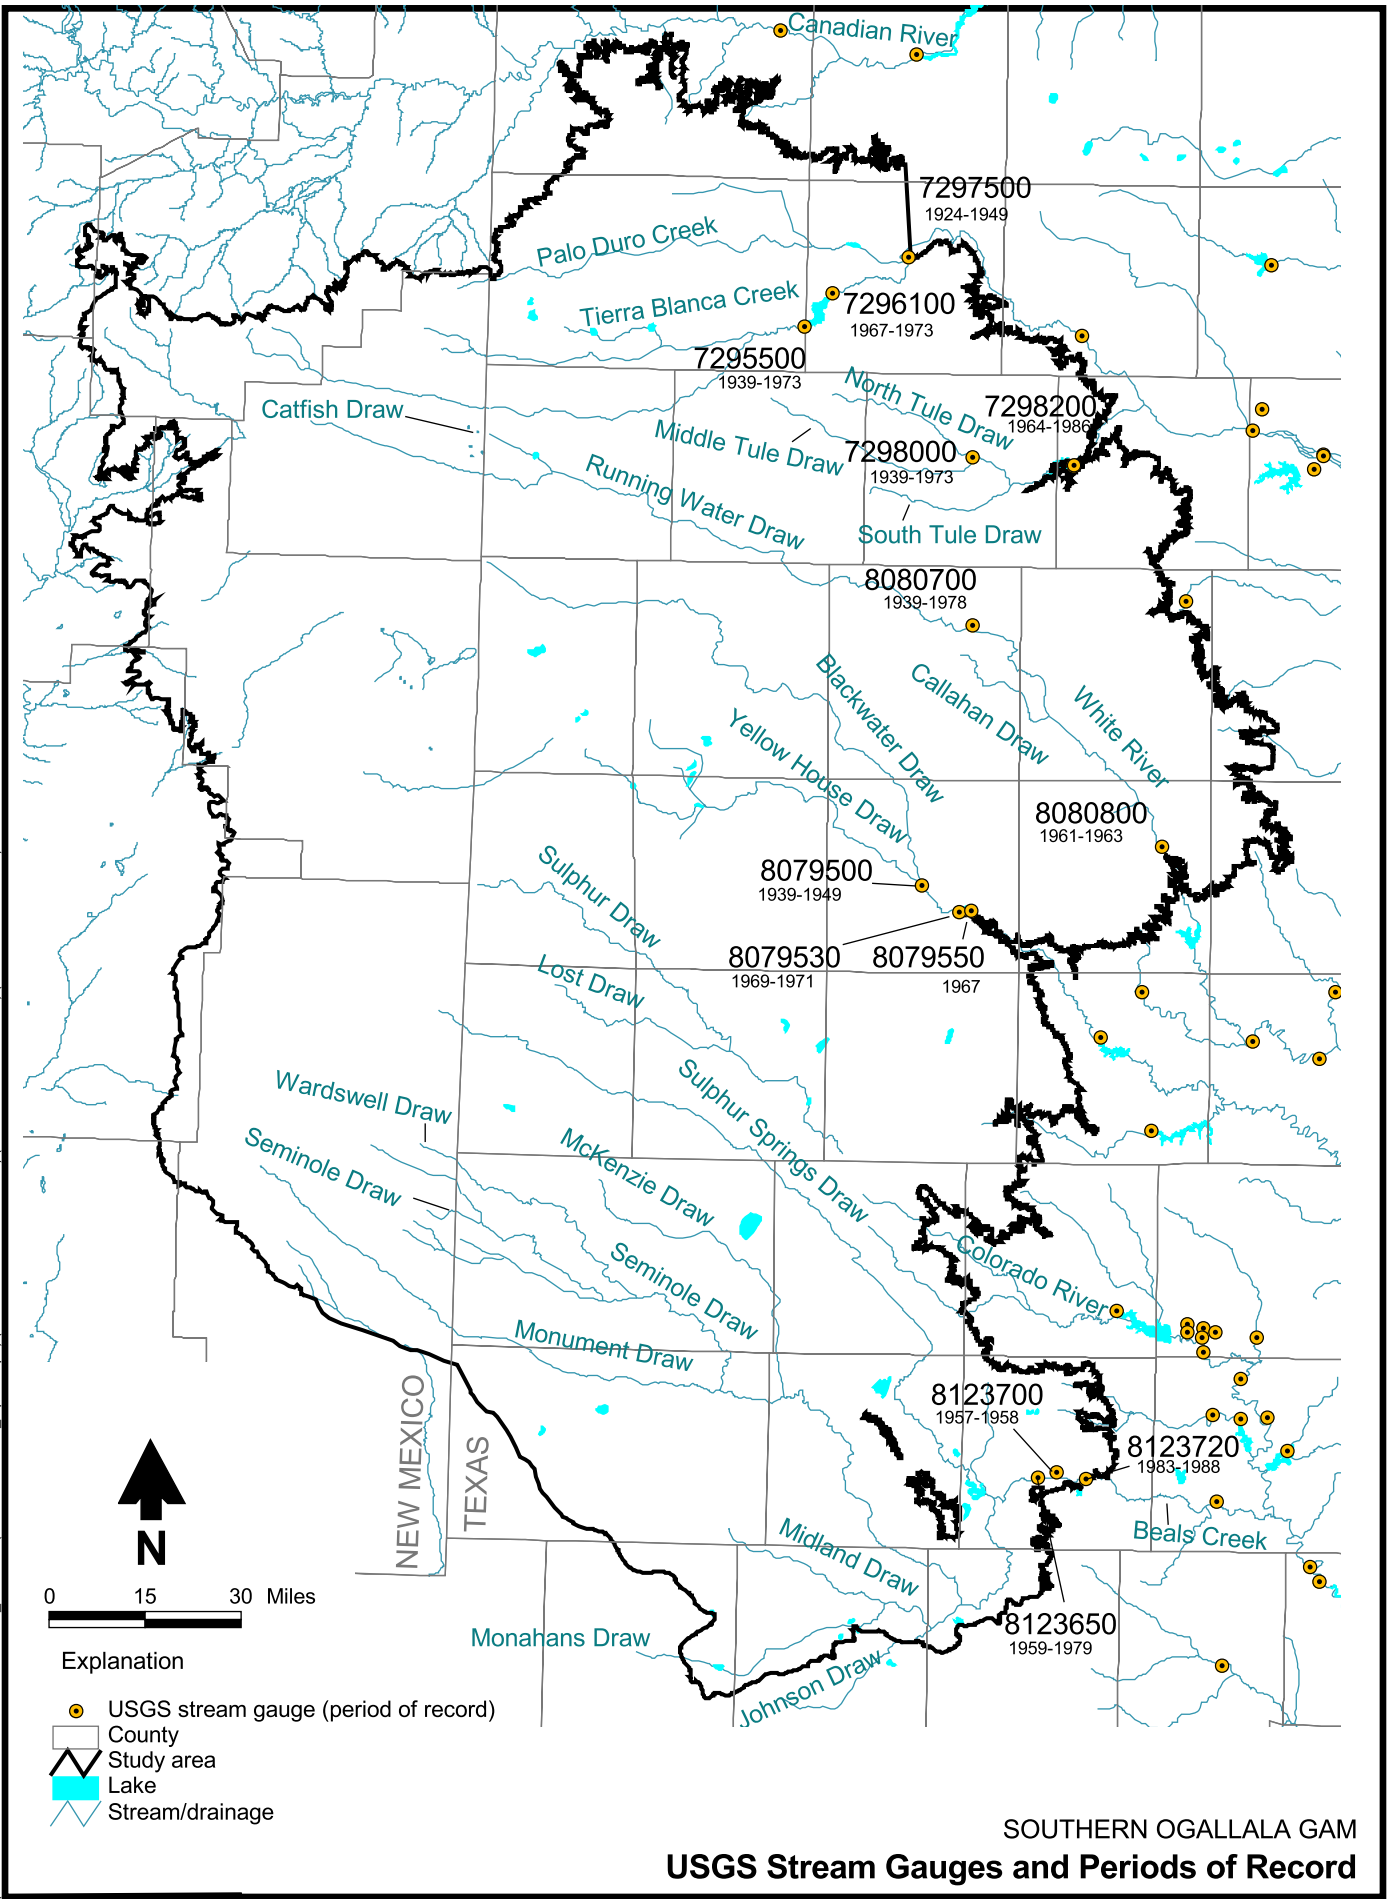 Canadian River
7297500
1924-1949
Palo Duro Creek
Tierra Blanca Creek
7296100
1967-1973
7295500
1939-1973
North Tule Draw
7298200
1964-1986
Catfish Draw
Middle Tule Draw
7298000
1939-1973
Running Water Draw
South Tule Draw
8080700
1939-1978
Blackwater Draw
Callahan Draw
White River
Yellow House Draw
8080800
1961-1963
Sulphur Draw
8079500
1939-1949
8079530
1969-1971
8079550
1967
Lost Draw
Sulphur Springs Draw
Wardswell Draw
Seminole Draw
McKenzie Draw
Seminole Draw
Colorado River
Monument Draw
8123700
1957-1958
8123720
1983-1988
NEW MEXICO
TEXAS
Beals Creek
Midland Draw
8123650
1959-1979
Monahans Draw
Johnson Draw
N
0 15 30 Miles
Explanation
USGS stream gauge (period of record)
County
Study area
Lake
Stream/drainage
SOUTHERN OGALLALA GAM
USGS Stream Gauges and Periods of Record